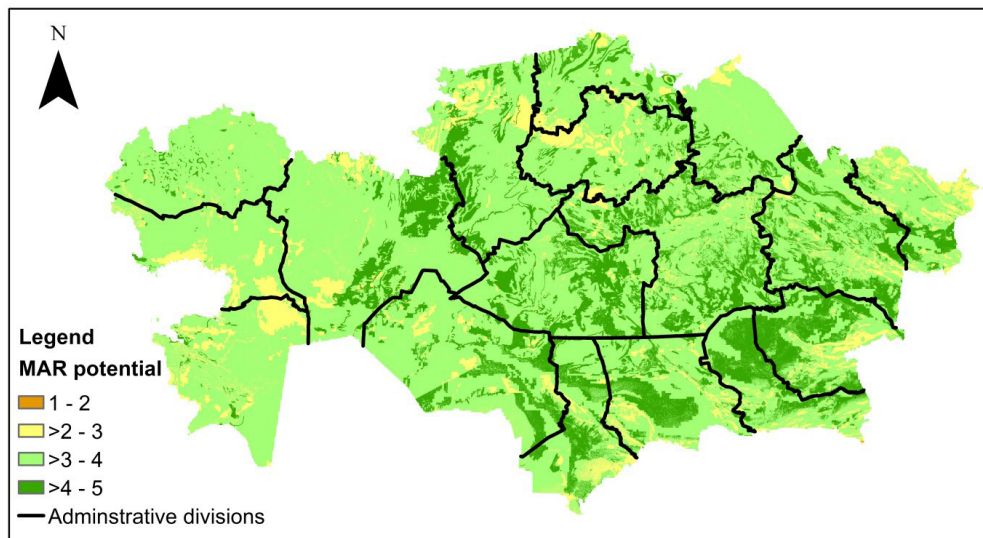 N
Legend
MAR potential
1 - 2
>2 - 3
>3 - 4
>4 - 5
Adminstrative divisions